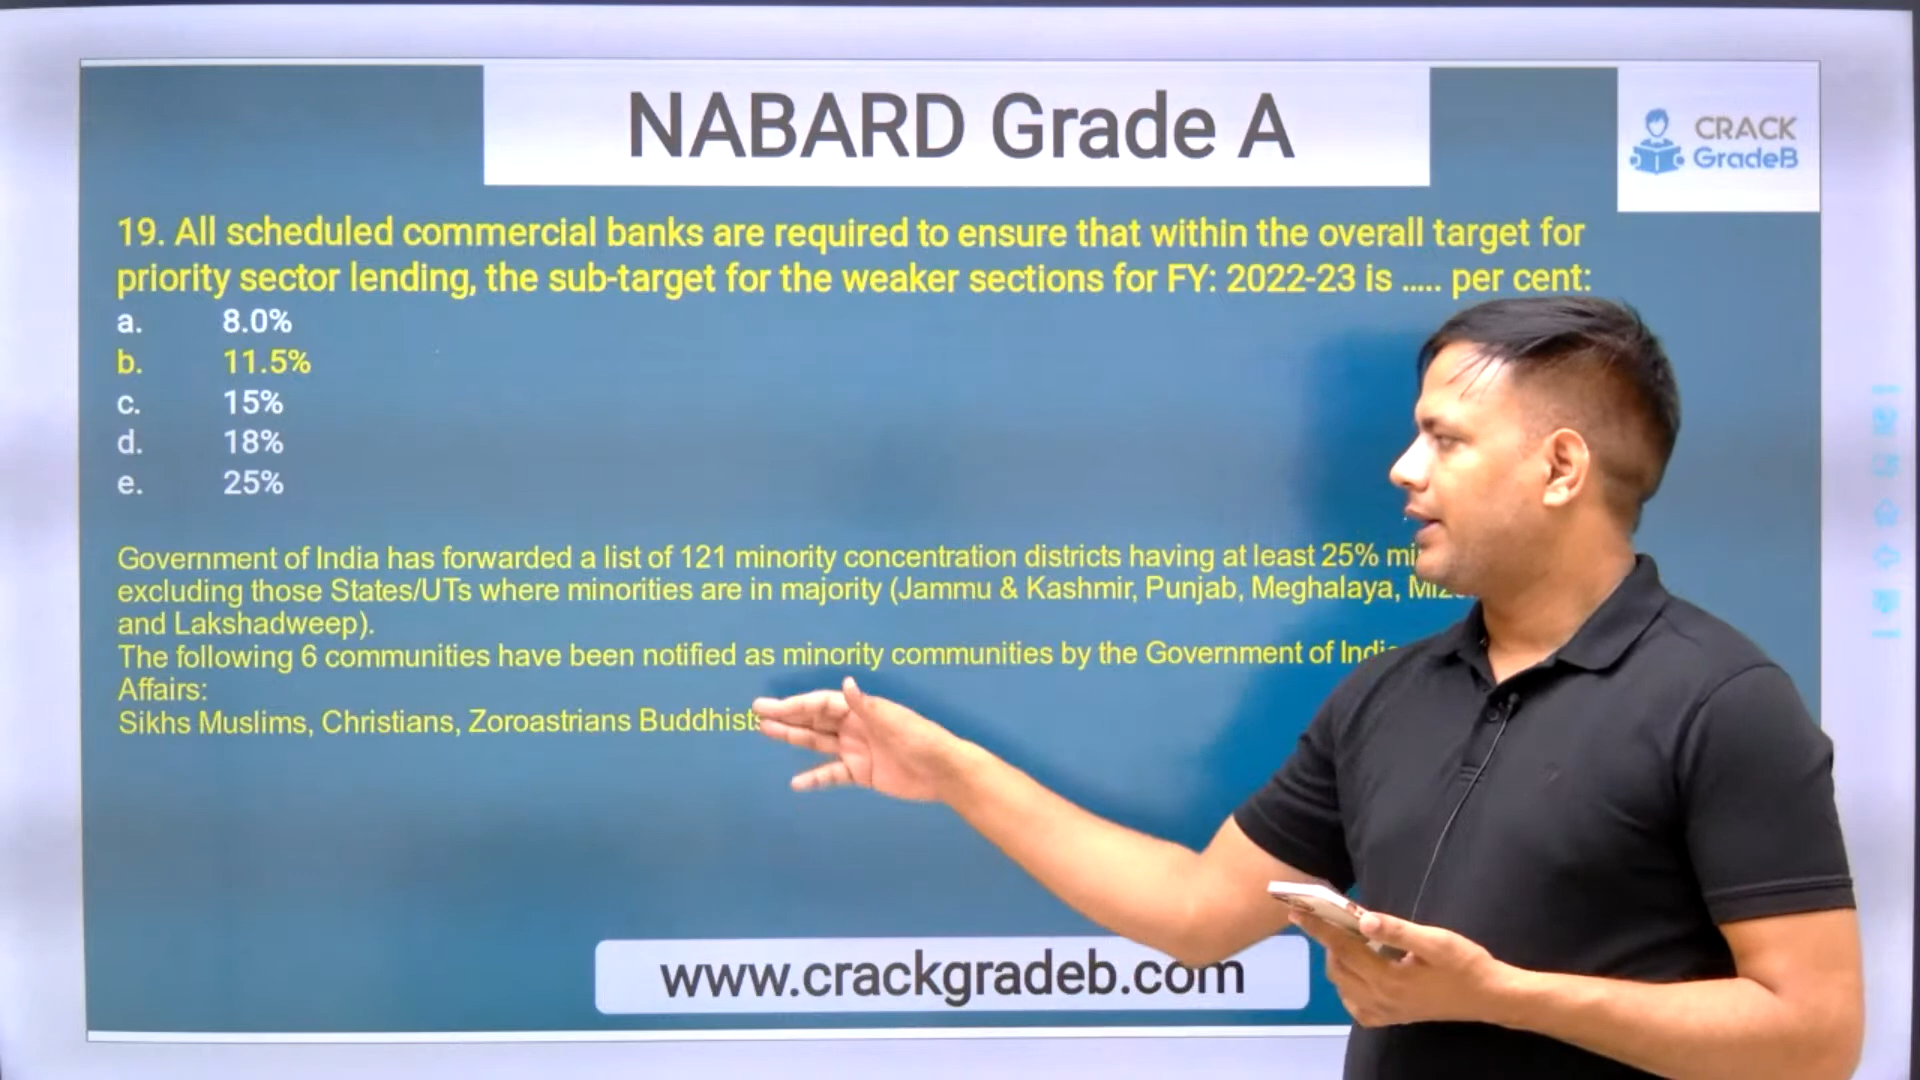 NABARD Grade A
CRACK
GradeB
19. All scheduled commercial banks are required to ensure that within the overall target for
priority sector lending, the sub-target for the weaker sections for FY: 2022-23 is ..... per cent:
a. 8.0%
b. 11.5%
c. 15%
d. 18%
e. 25%
Government of India has forwarded a list of 121 minority concentration districts having at least 25%
excluding those States/UTs where minorities are in majority (Jammu & Kashmir, Punjab, Meghalaya,
and Lakshadweep).
The following 6 communities have been notified as minority communities by the Government of
Affairs:
Sikhs Muslims, Christians, Zoroastrians Buddhists
www.crackgradeb.com